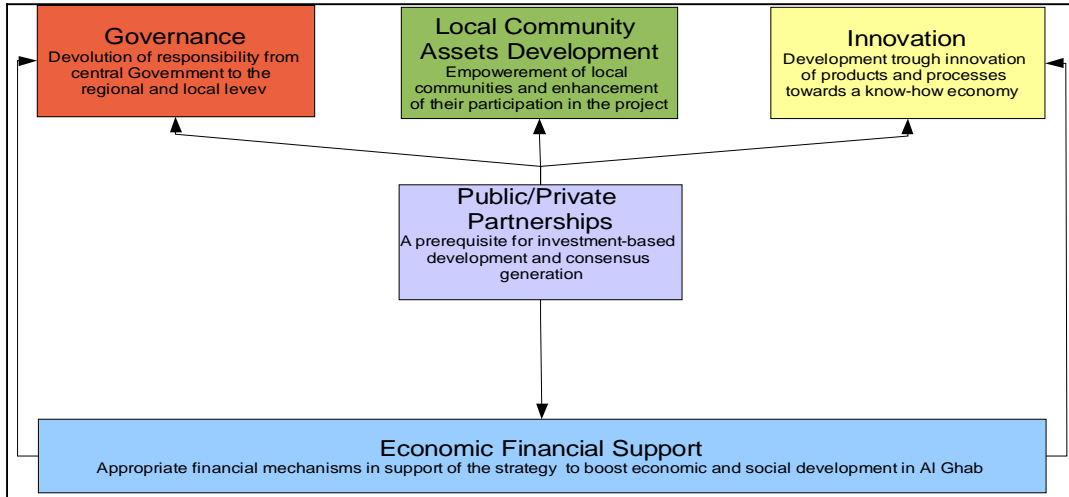 Governance
Devolution of responsibility from
central Government to the
regional and local levev
Local Community
Assets Development
Empowerement of local
communities and enhancement
of their participation in the project
Innovation
Development trough innovation
of products and processes
towards a know-how economy
Public/Private
Partnerships
A prerequisite for investment-based
development and consensus
generation
Economic Financial Support
Appropriate financial mechanisms in support of the strategy to boost economic and social development in Al Ghab